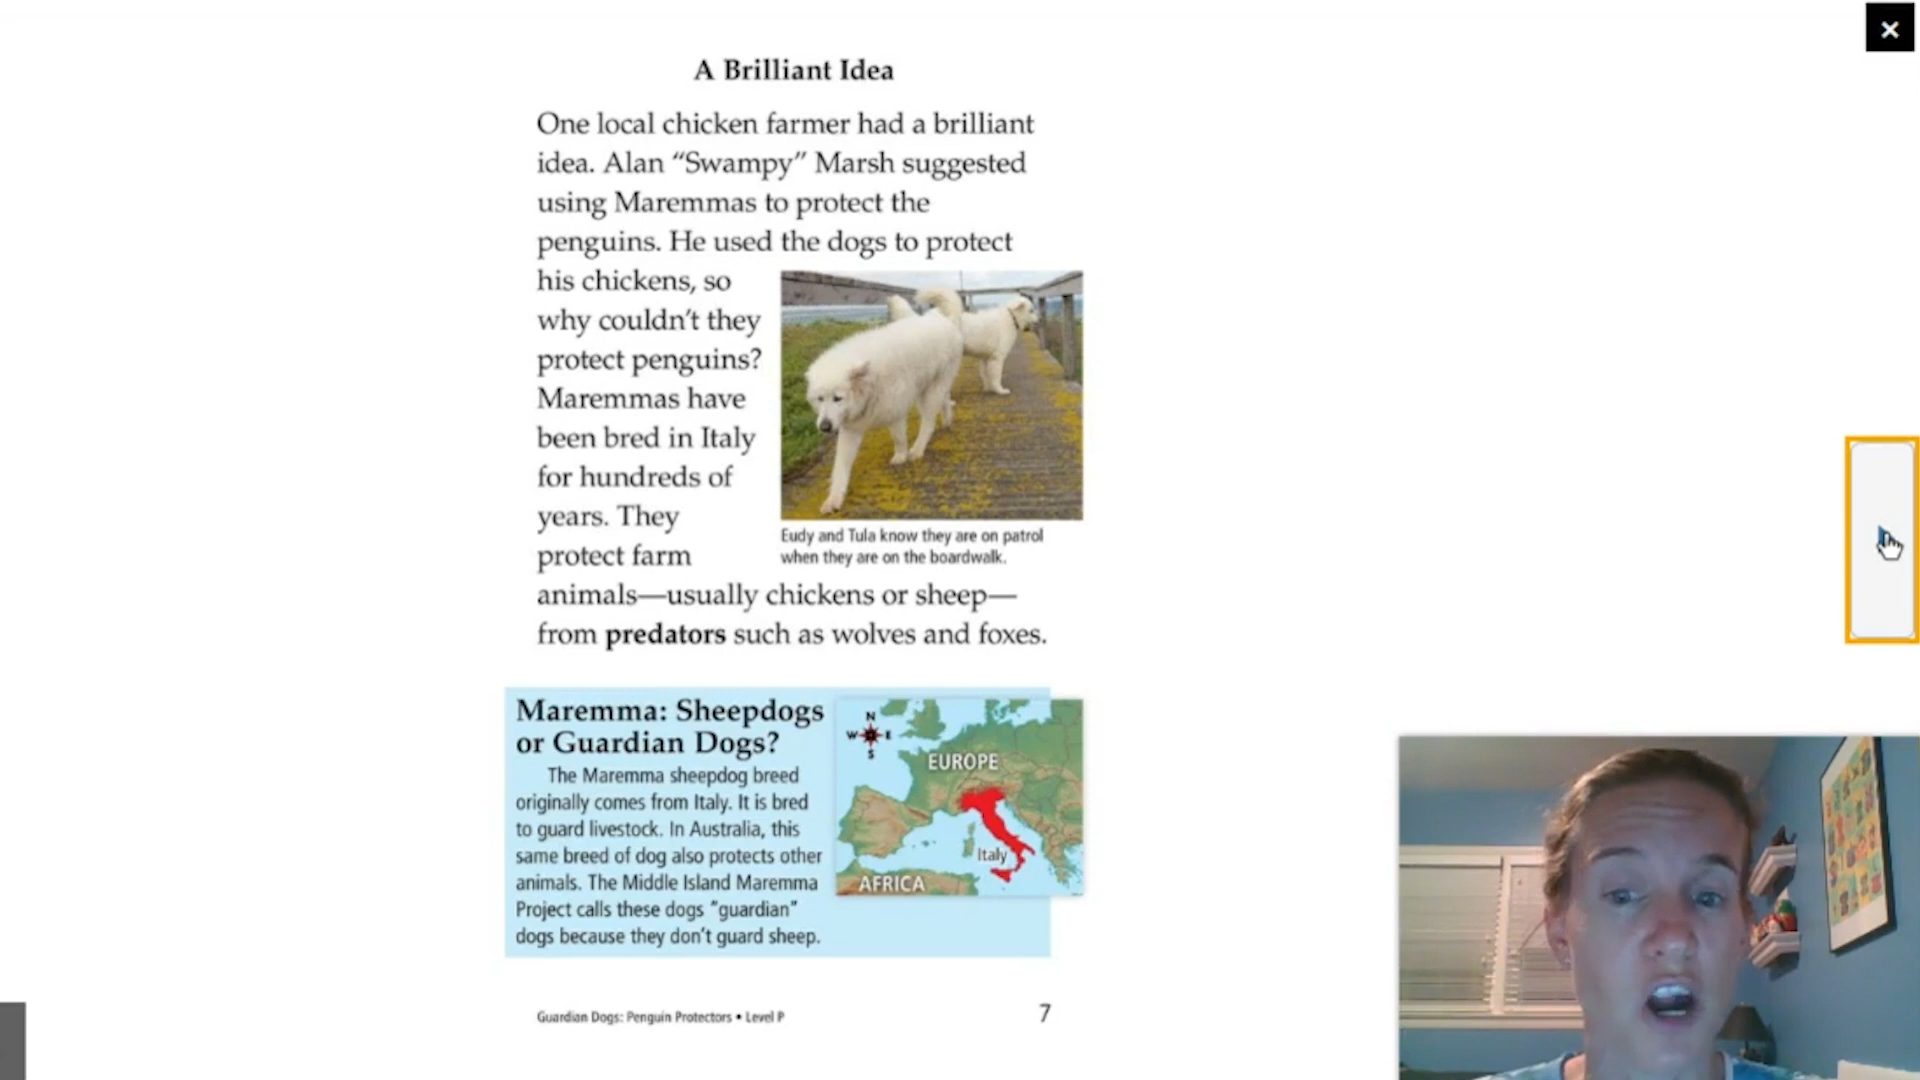 A Brilliant Idea
One local chicken farmer had a brilliant
idea. Alan “Swampy” Marsh suggested
using Maremmas to protect the
penguins. He used the dogs to protect
his chickens, so
why couldn’t they
protect penguins?
Maremmas have
been bred in Italy
for hundreds of
years. They
protect farm
animals—usually chickens or sheep—
from predators such as wolves and foxes.
Eudy and Tula know they are on patrol
when they are on the boardwalk.
Maremma: Sheepdogs
or Guardian Dogs?
The Maremma sheepdog breed
originally comes from Italy. It is bred
to guard livestock. In Australia, this
same breed of dog also protects other
animals. The Middle Island Maremma
Project calls these dogs "guardian"
dogs because they don't guard sheep.
N
W E
S
EUROPE
Italy
AFRICA
Guardian Dogs: Penguin Protectors • Level P
7